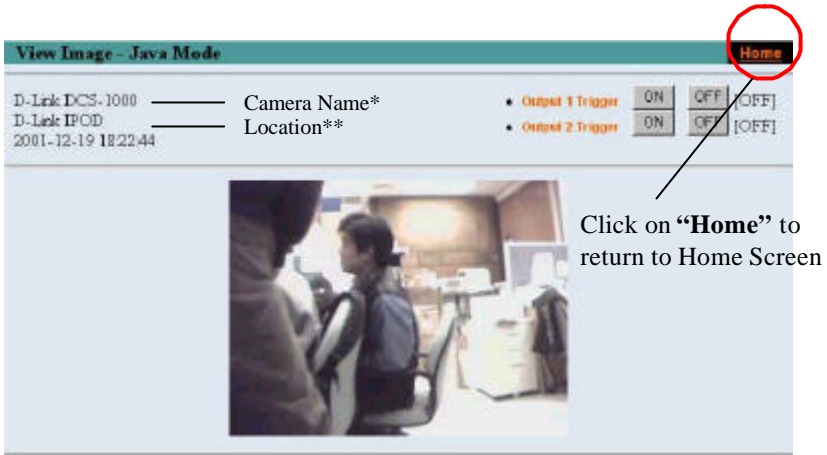 View Image - Java Mode
Home
D-Link DCS-1000
Camera Name*
D-Link IPOD
Location**
2001-12-19 18:22:44
• Output 1 Trigger ON OFF [OFF]
• Output 2 Trigger ON OFF [OFF]
Click on “Home” to
return to Home Screen